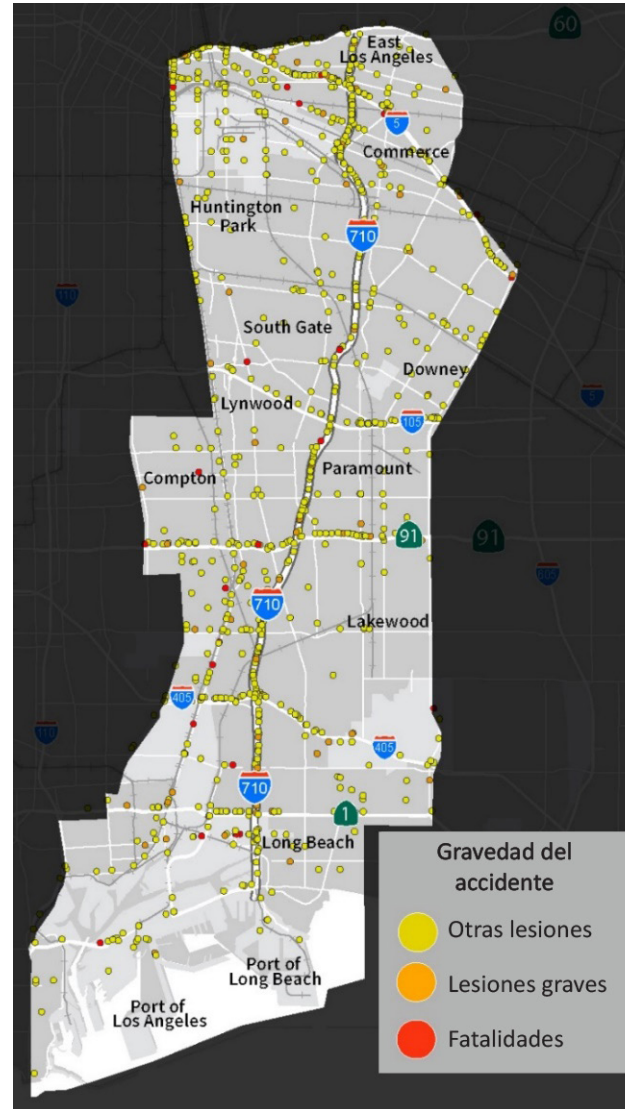 60
East
Los Angeles
5
Commerce
Huntington
Park
710
110
South Gate
Downey
5
Lynwood
105
Compton
Paramount
91
91
605
710
Lakewood
405
110
405
710
1
Long Beach
Port of
Long Beach
Port of
Los Angeles
Gravedad del
accidente
Otras lesiones
Lesiones graves
Fatalidades